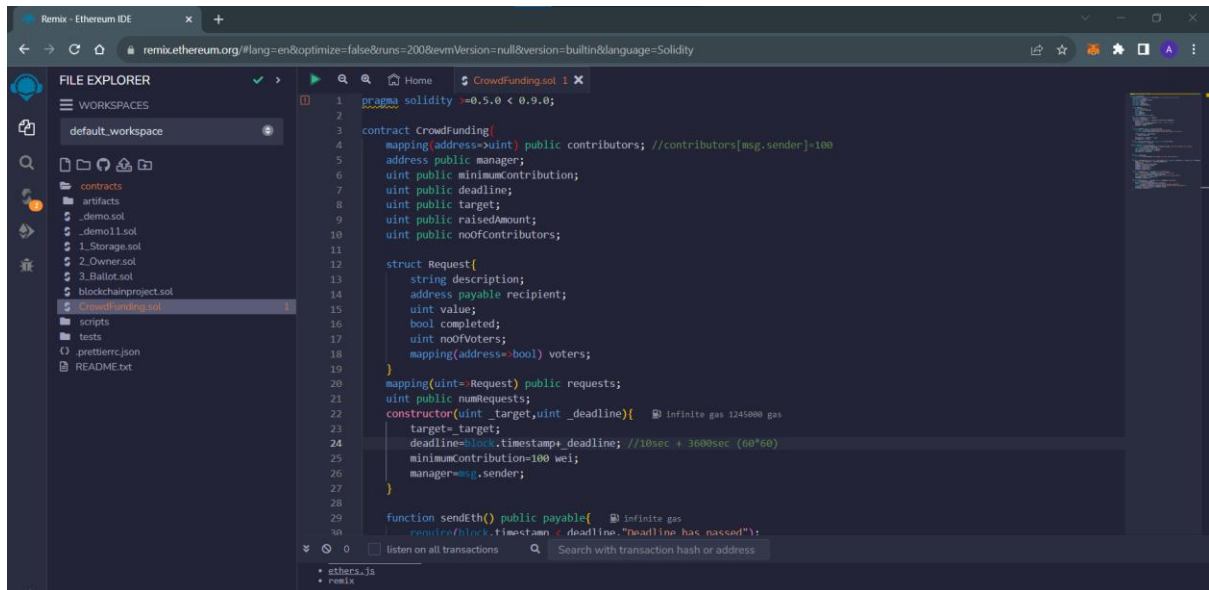 Remix - Ethereum IDE
remix.ethereum.org/#lang=en&optimize=false&runs=200&evmVersion=null&version=builtin&language=Solidity
A
FILE EXPLORER
WORKSPACES
default_workspace
contracts
artifacts
_demo.sol
_demo11.sol
1_Storage.sol
2_Owner.sol
3_Ballot.sol
blockchainproject.sol
CrowdFunding.sol 1
scripts
tests
.prettierrc.json
README.txt
Home
CrowdFunding.sol 1
1 pragma solidity >=0.5.0 < 0.9.0;
2
3 contract CrowdFunding{
4 mapping(address=>uint) public contributors; //contributors[msg.sender]=100
5 address public manager;
6 uint public minimumContribution;
7 uint public deadline;
8 uint public target;
9 uint public raisedAmount;
10 uint public noOfContributors;
11
12 struct Request{
13 string description;
14 address payable recipient;
15 uint value;
16 bool completed;
17 uint noOfVoters;
18 mapping(address=>bool) voters;
19 }
20 mapping(uint=>Request) public requests;
21 uint public numRequests;
22 constructor(uint _target,uint _deadline){ infinite gas 1245000 gas
23 target=_target;
24 deadline=block.timestamp+_deadline; //10sec + 3600sec (60*60)
25 minimumContribution=100 wei;
26 manager=msg.sender;
27 }
28
29 function sendEth() public payable{ infinite gas
30 require(block.timestamp < deadline,"Deadline has passed");
0
listen on all transactions
Search with transaction hash or address
ethers.js
remix